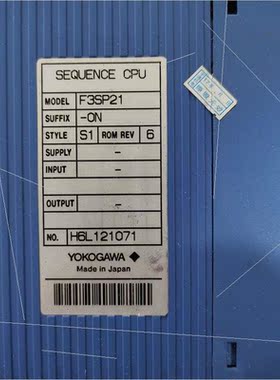 SEQUENCE CPU
MODEL F3SP21
SUFFIX -0N
STYLE S1 ROM REV 6
SUPPLY -
INPUT -
OUTPUT -
NO. H6L121071
YOKOGAWA
Made in Japan